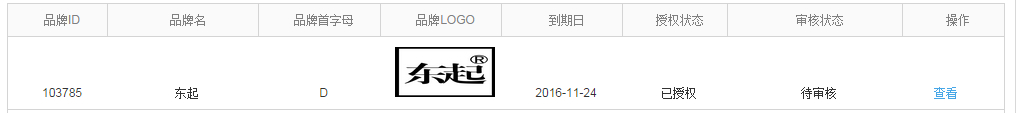 品牌ID 品牌名 品牌首字母 品牌LOGO 到期日 授权状态 审核状态 操作
东起®
103785 东起 D 2016-11-24 已授权 待审核 查看